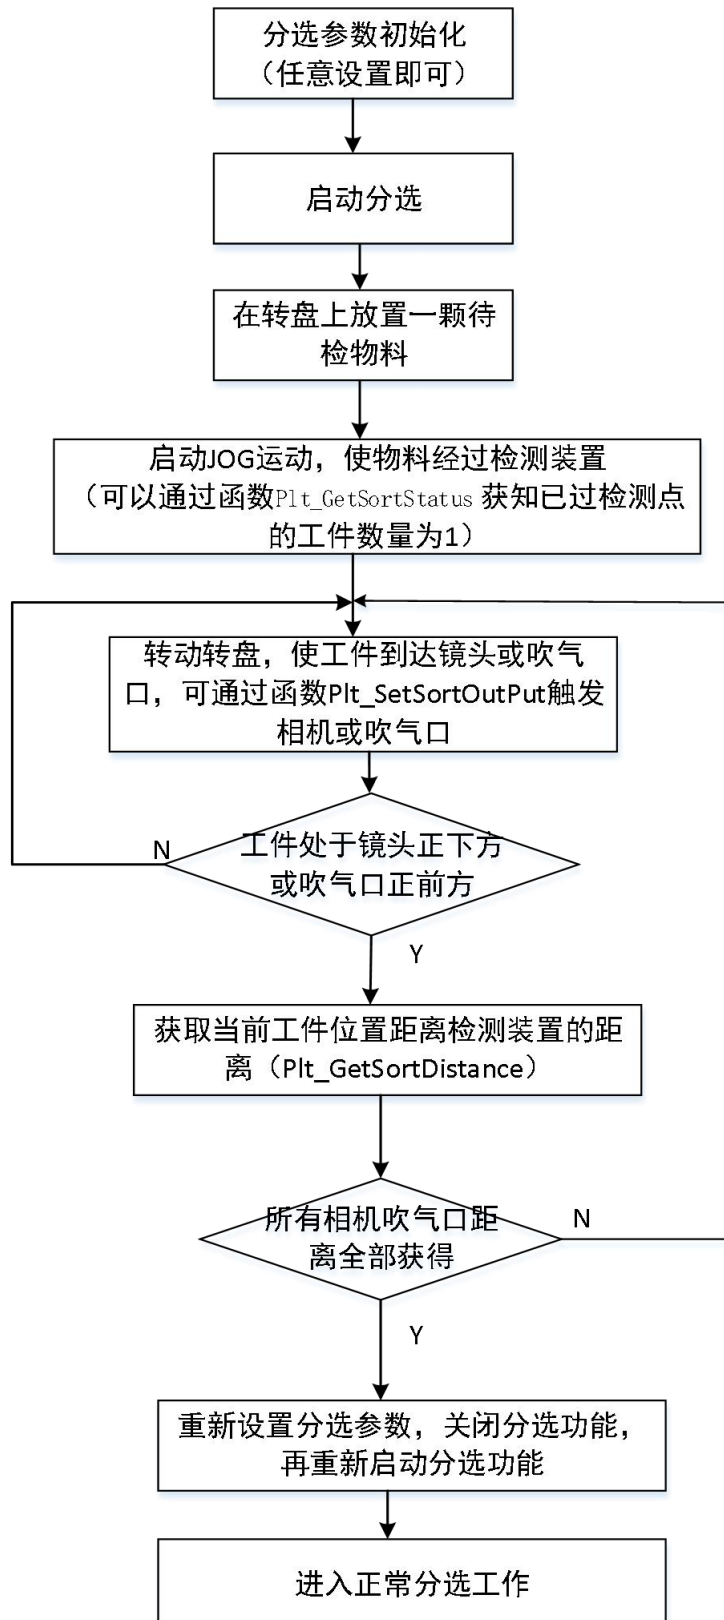 分选参数初始化
（任意设置即可）
启动分选
在转盘上放置一颗待
检物料
启动JOG运动，使物料经过检测装置
（可以通过函数Plt_GetSortStatus 获知已过检测点
的工件数量为1）
转动转盘，使工件到达镜头或吹气
口，可通过函数Plt_SetSortOutPut触发
相机或吹气口
N
工件处于镜头正下方
或吹气口正前方
Y
获取当前工件位置距离检测装置的距
离（Plt_GetSortDistance）
所有相机吹气口距
离全部获得
N
Y
重新设置分选参数，关闭分选功能，
再重新启动分选功能
进入正常分选工作